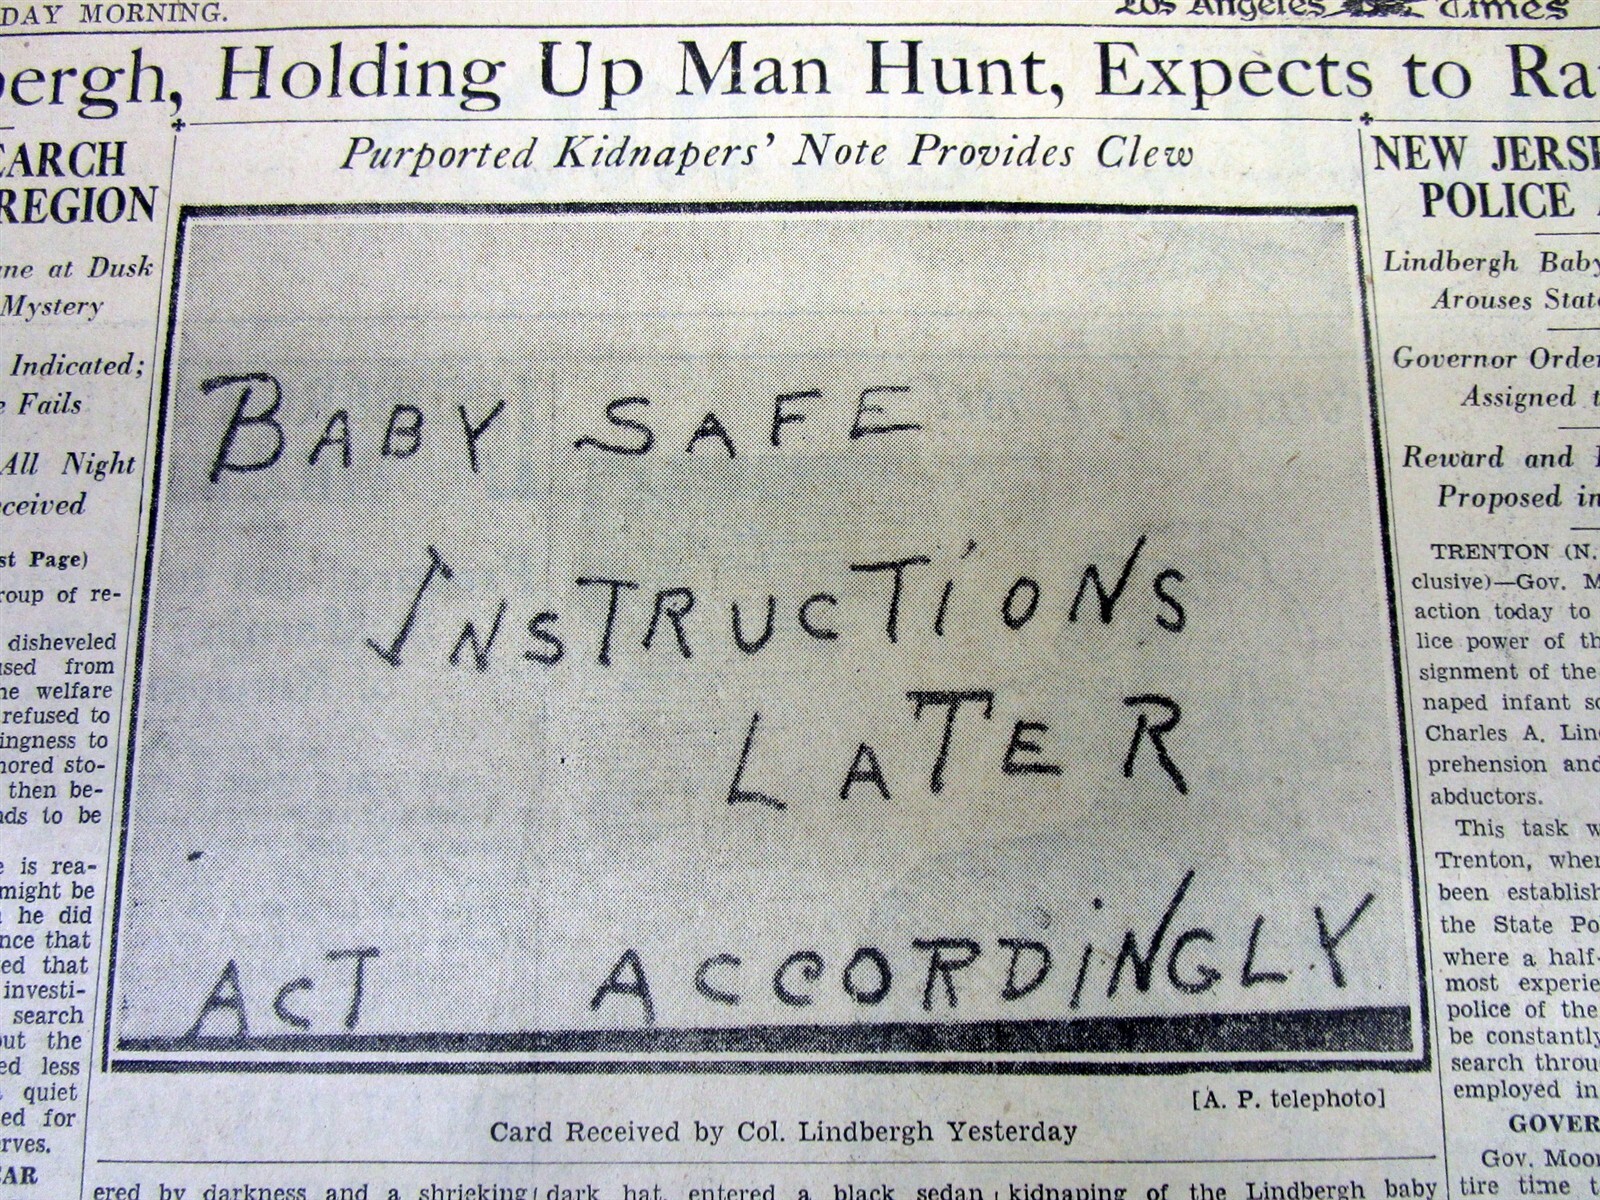 DAY MORNING.
Los Angeles Times
bergh, Holding Up Man Hunt, Expects to Ra
EARCH
REGION
ne at Dusk
Mystery
Indicated;
e Fails
All Night
ceived
st Page)
roup of re-
disheveled
used from
he welfare
refused to
ingness to
nored sto-
then be-
nds to be
e is rea-
might be
he did
nce that
ed that
investi-
search
out the
ed less
quiet
ed for
erves.
EAR
Purported Kidnapers' Note Provides Clew
BABY SAFE
INSTRUCTiONS
LATER
ACT ACCORDiNGLY
[A. P. telephoto]
Card Received by Col. Lindbergh Yesterday
ered by darkness and a shrieking
dark hat, entered a black sedan
kidnaping of the Lindbergh baby
NEW JERSE
POLICE
Lindbergh Baby
Arouses State
Governor Order
Assigned t
Reward and
Proposed in
TRENTON (N.
clusive)—Gov. M
action today to
lice power of th
signment of the
naped infant so
Charles A. Lin
prehension and
abductors.
This task w
Trenton, wher
been establish
the State Po
where a half-
most experie
police of the
be constantly
search throu
employed in
GOVER
Gov. Moor
tire time t